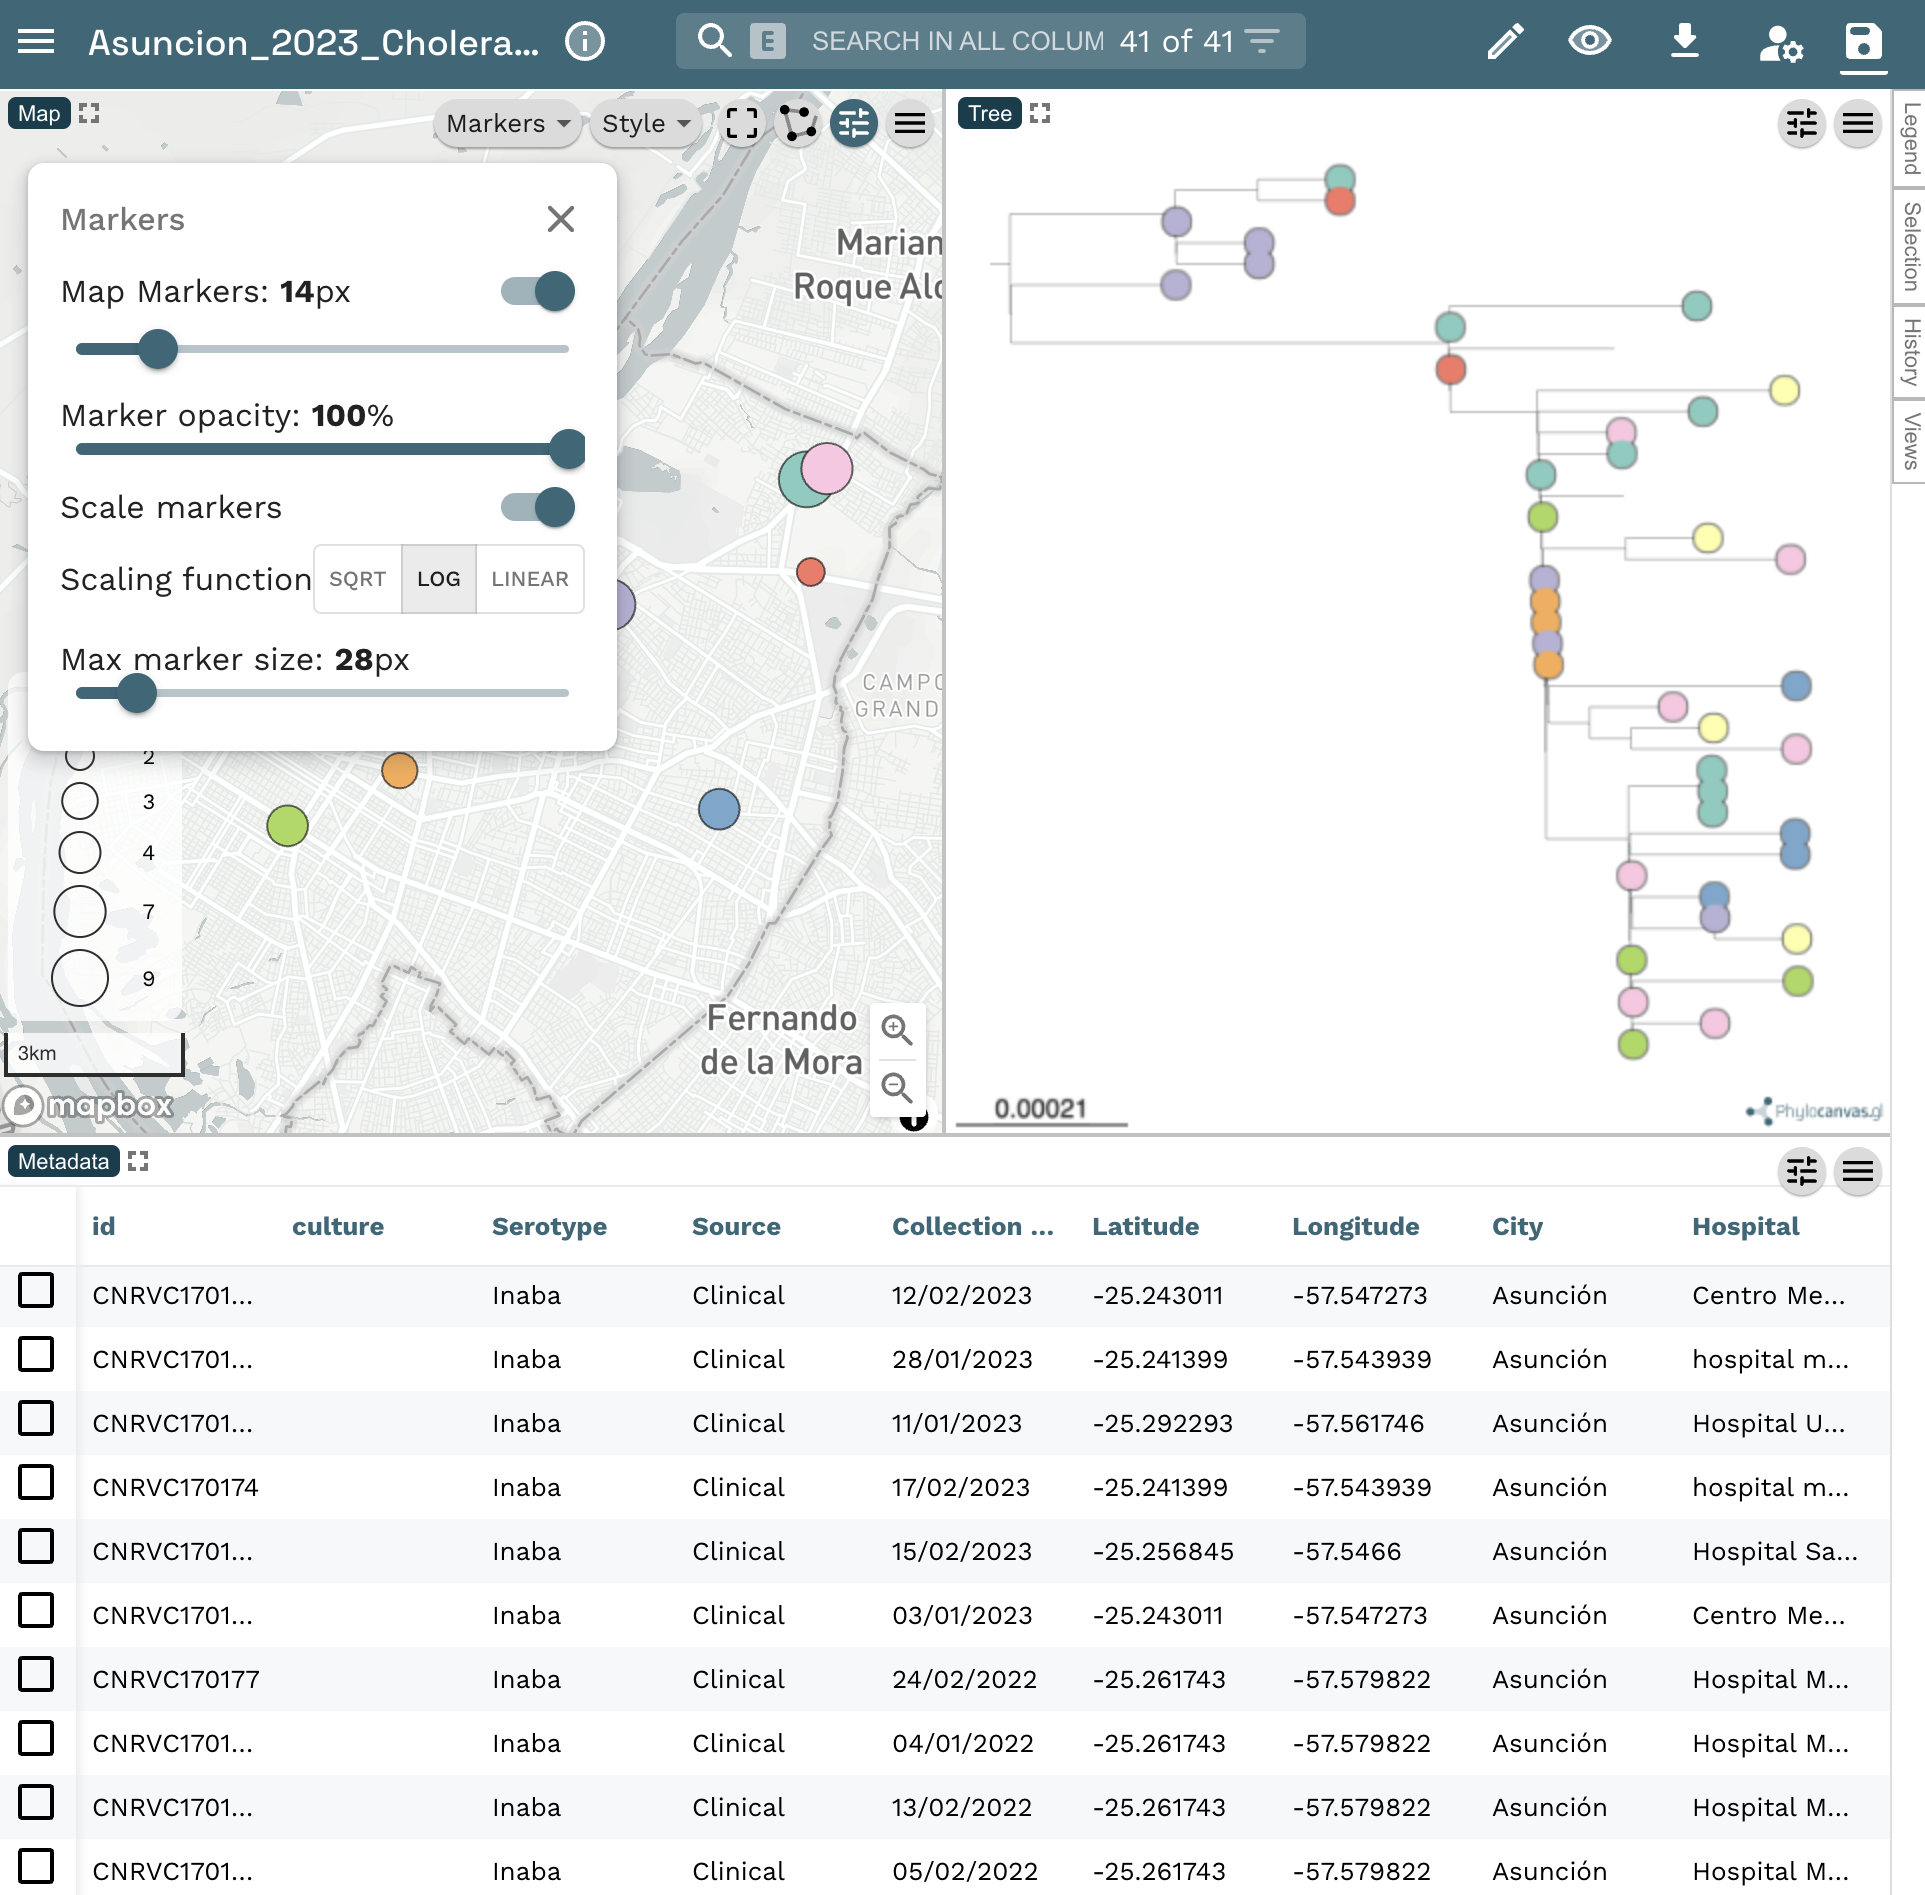 Asuncion_2023_Cholera...
E SEARCH IN ALL COLUM 41 of 41
Map
Markers
Style
Markers
Map Markers: 14px
Marker opacity: 100%
Scale markers
Scaling function
SQRT LOG LINEAR
Max marker size: 28px
2
3
4
7
9
3km
mapbox
Marian
Roque Alo
CAMPO
GRAND
Fernando
de la Mora
Tree
0.00021
Phylocanvas.gl
Legend
Selection
History
Views
Metadata
id culture Serotype Source Collection ... Latitude Longitude City Hospital
CNRVC1701... Inaba Clinical 12/02/2023 -25.243011 -57.547273 Asunción Centro Me...
CNRVC1701... Inaba Clinical 28/01/2023 -25.241399 -57.543939 Asunción hospital m...
CNRVC1701... Inaba Clinical 11/01/2023 -25.292293 -57.561746 Asunción Hospital U...
CNRVC170174 Inaba Clinical 17/02/2023 -25.241399 -57.543939 Asunción hospital m...
CNRVC1701... Inaba Clinical 15/02/2023 -25.256845 -57.5466 Asunción Hospital Sa...
CNRVC1701... Inaba Clinical 03/01/2023 -25.243011 -57.547273 Asunción Centro Me...
CNRVC170177 Inaba Clinical 24/02/2022 -25.261743 -57.579822 Asunción Hospital M...
CNRVC1701... Inaba Clinical 04/01/2022 -25.261743 -57.579822 Asunción Hospital M...
CNRVC1701... Inaba Clinical 13/02/2022 -25.261743 -57.579822 Asunción Hospital M...
CNRVC1701... Inaba Clinical 05/02/2022 -25.261743 -57.579822 Asunción Hospital M...